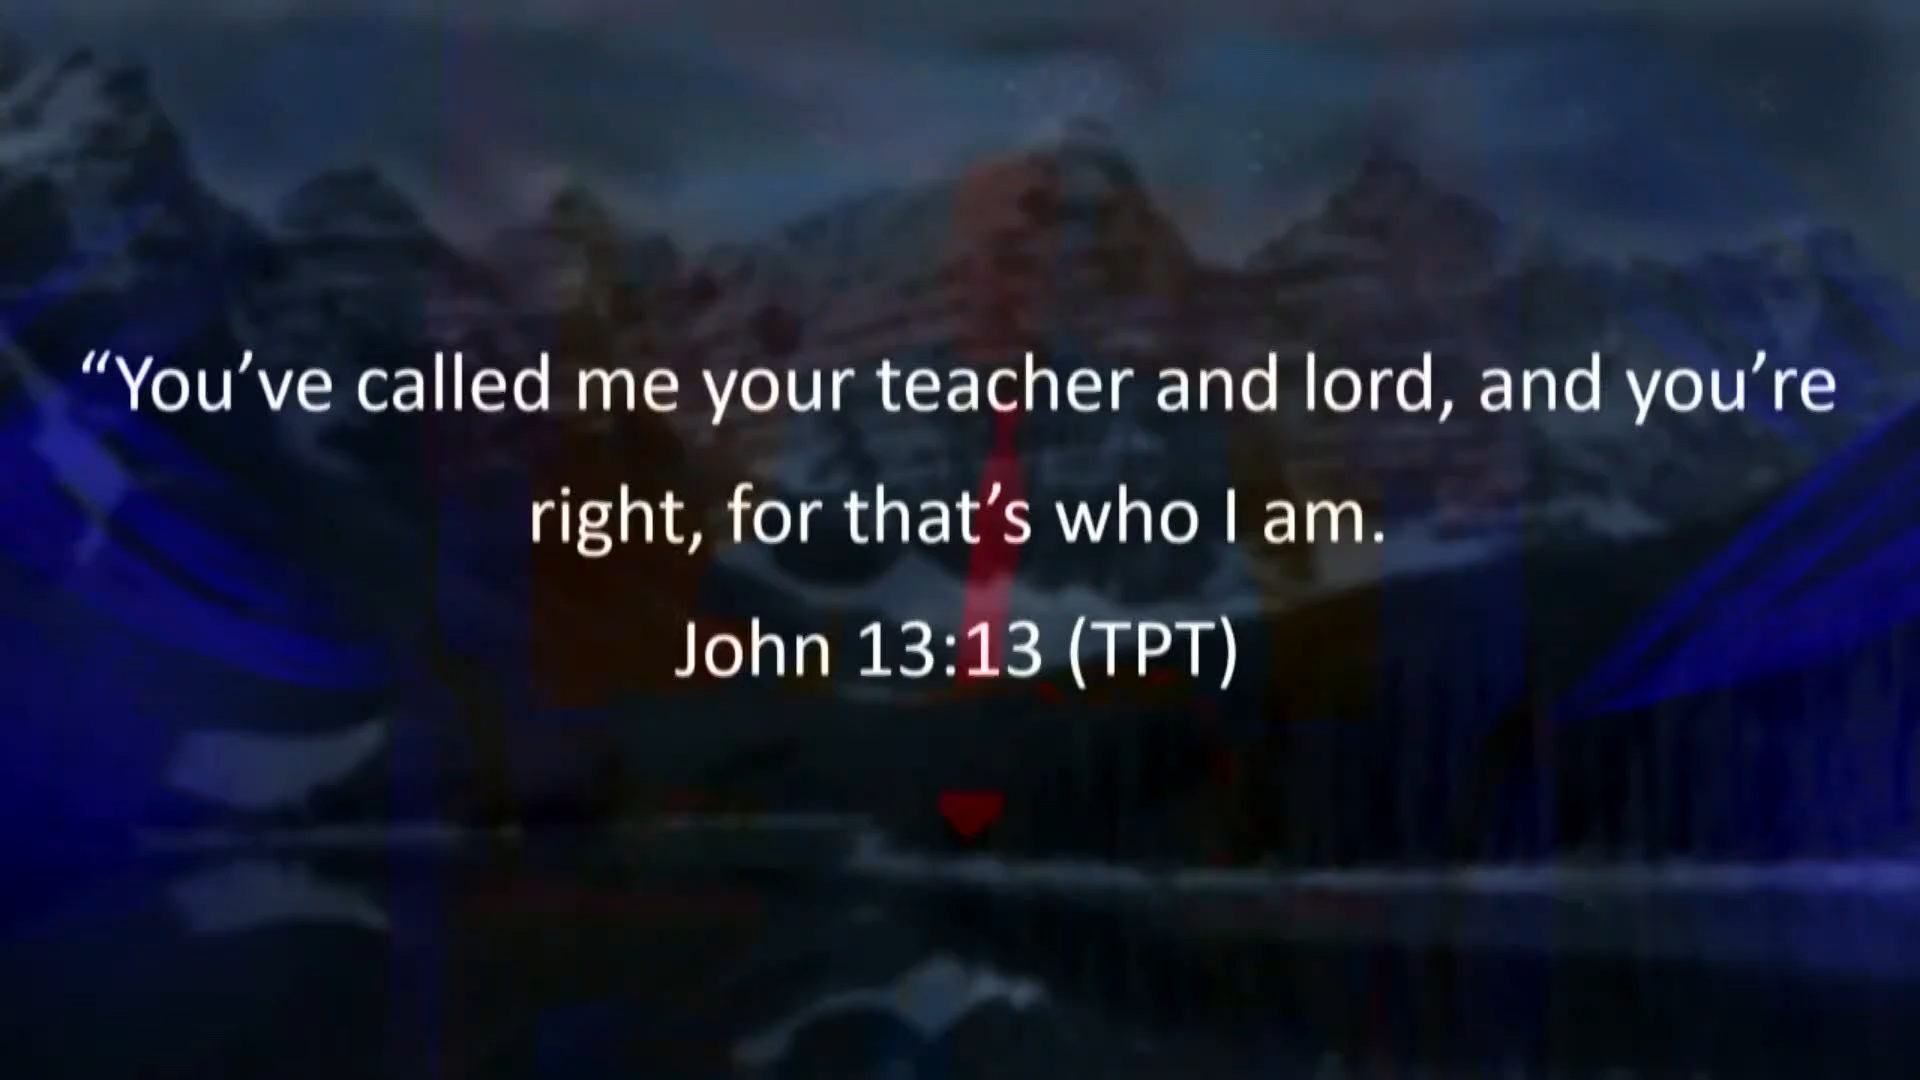 “You’ve called me your teacher and lord, and you’re
right, for that’s who I am.
John 13:13 (TPT)